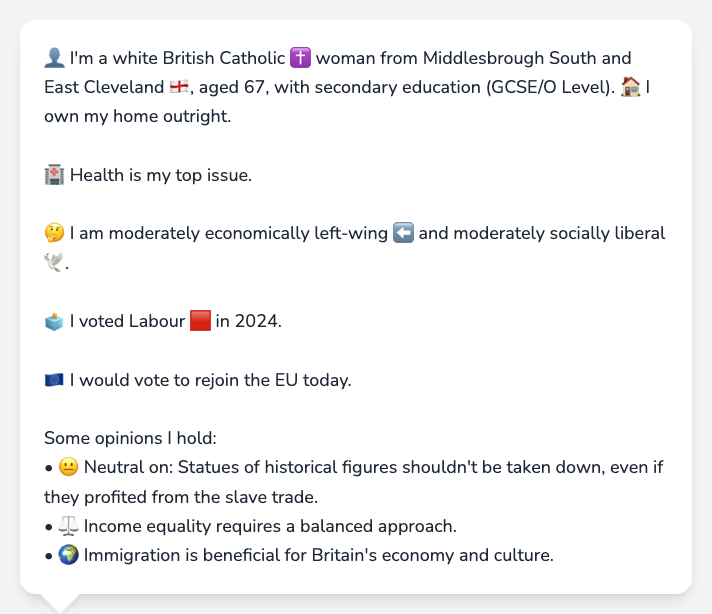 👤 I'm a white British Catholic ✝️ woman from Middlesbrough South and
East Cleveland 🏴󠁧󠁢󠁥󠁮󠁧󠁿, aged 67, with secondary education (GCSE/O Level). 🏠 I
own my home outright.
🏥 Health is my top issue.
🤔 I am moderately economically left-wing ⬅️ and moderately socially liberal
🕊️.
🗳️ I voted Labour 🟥 in 2024.
🇪🇺 I would vote to rejoin the EU today.
Some opinions I hold:
• 😐 Neutral on: Statues of historical figures shouldn't be taken down, even if
they profited from the slave trade.
• ⚖️ Income equality requires a balanced approach.
• 🌍 Immigration is beneficial for Britain's economy and culture.